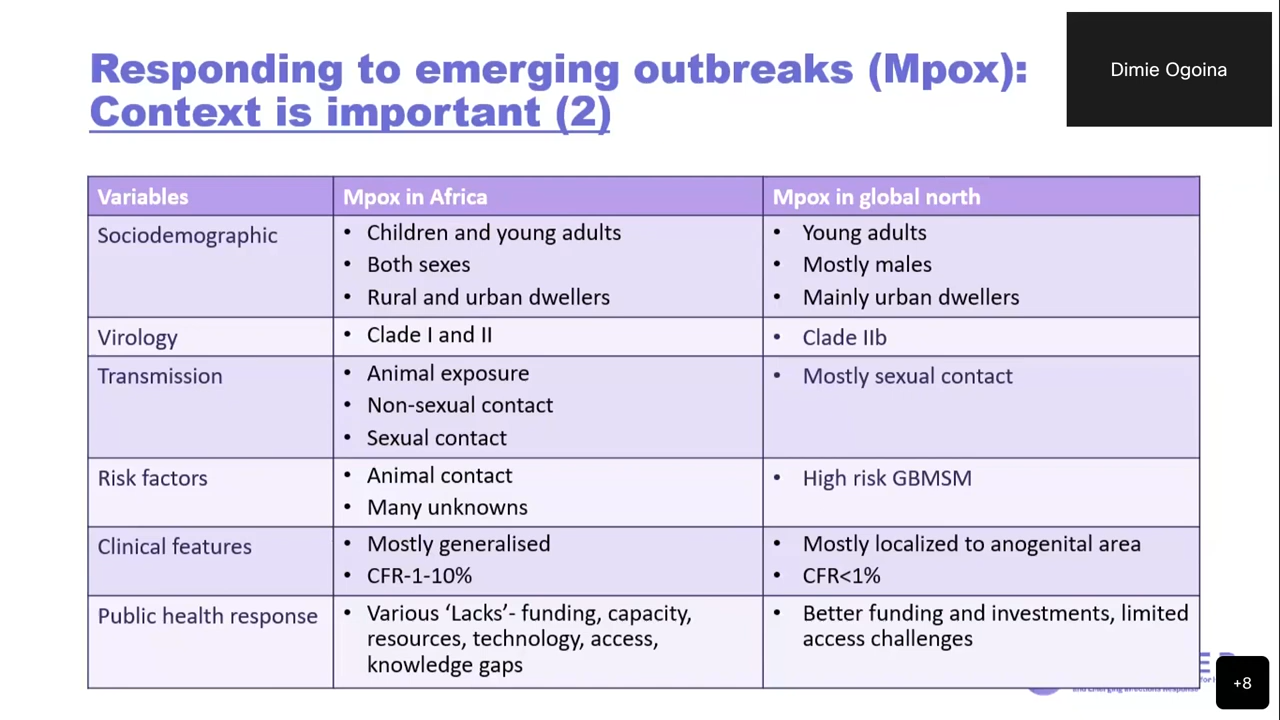 Responding to emerging outbreaks (Mpox):
Context is important (2)
Dimie Ogoina
Variables
Mpox in Africa
Mpox in global north
Sociodemographic
• Children and young adults
• Both sexes
• Rural and urban dwellers
• Young adults
• Mostly males
• Mainly urban dwellers
Virology
• Clade I and II
• Clade IIb
Transmission
• Animal exposure
• Non-sexual contact
• Sexual contact
• Mostly sexual contact
Risk factors
• Animal contact
• Many unknowns
• High risk GBMSM
Clinical features
• Mostly generalised
• CFR-1-10%
• Mostly localized to anogenital area
• CFR<1%
Public health response
• Various ‘Lacks’- funding, capacity,
resources, technology, access,
knowledge gaps
• Better funding and investments, limited
access challenges
+8